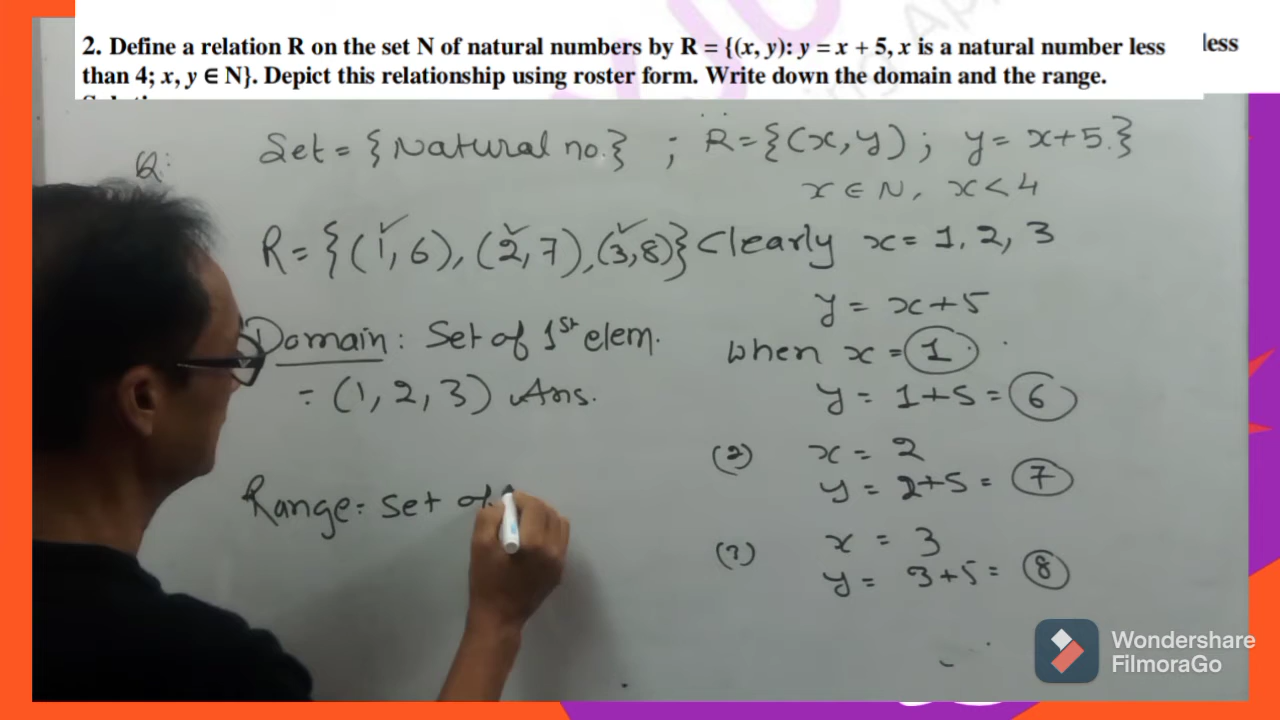 2. Define a relation R on the set N of natural numbers by R = {(x, y): y = x + 5, x is a natural number less
than 4; x, y ∈ N}. Depict this relationship using roster form. Write down the domain and the range.
less
Q:
Set = {Natural no.} ; R={(x,y); y= x+5.}
x ∈ N, x<4
R={(1,6),(2,7),(3,8)} Clearly x=1,2,3
y = x+5
Domain: Set of 1st elem.
= (1,2,3) Ans.
when x = 1
y = 1+5 = 6
(2) x = 2
y = 2+5 = 7
Range = set of
x = 3
y = 3+5 = 8
Wondershare
FilmoraGo